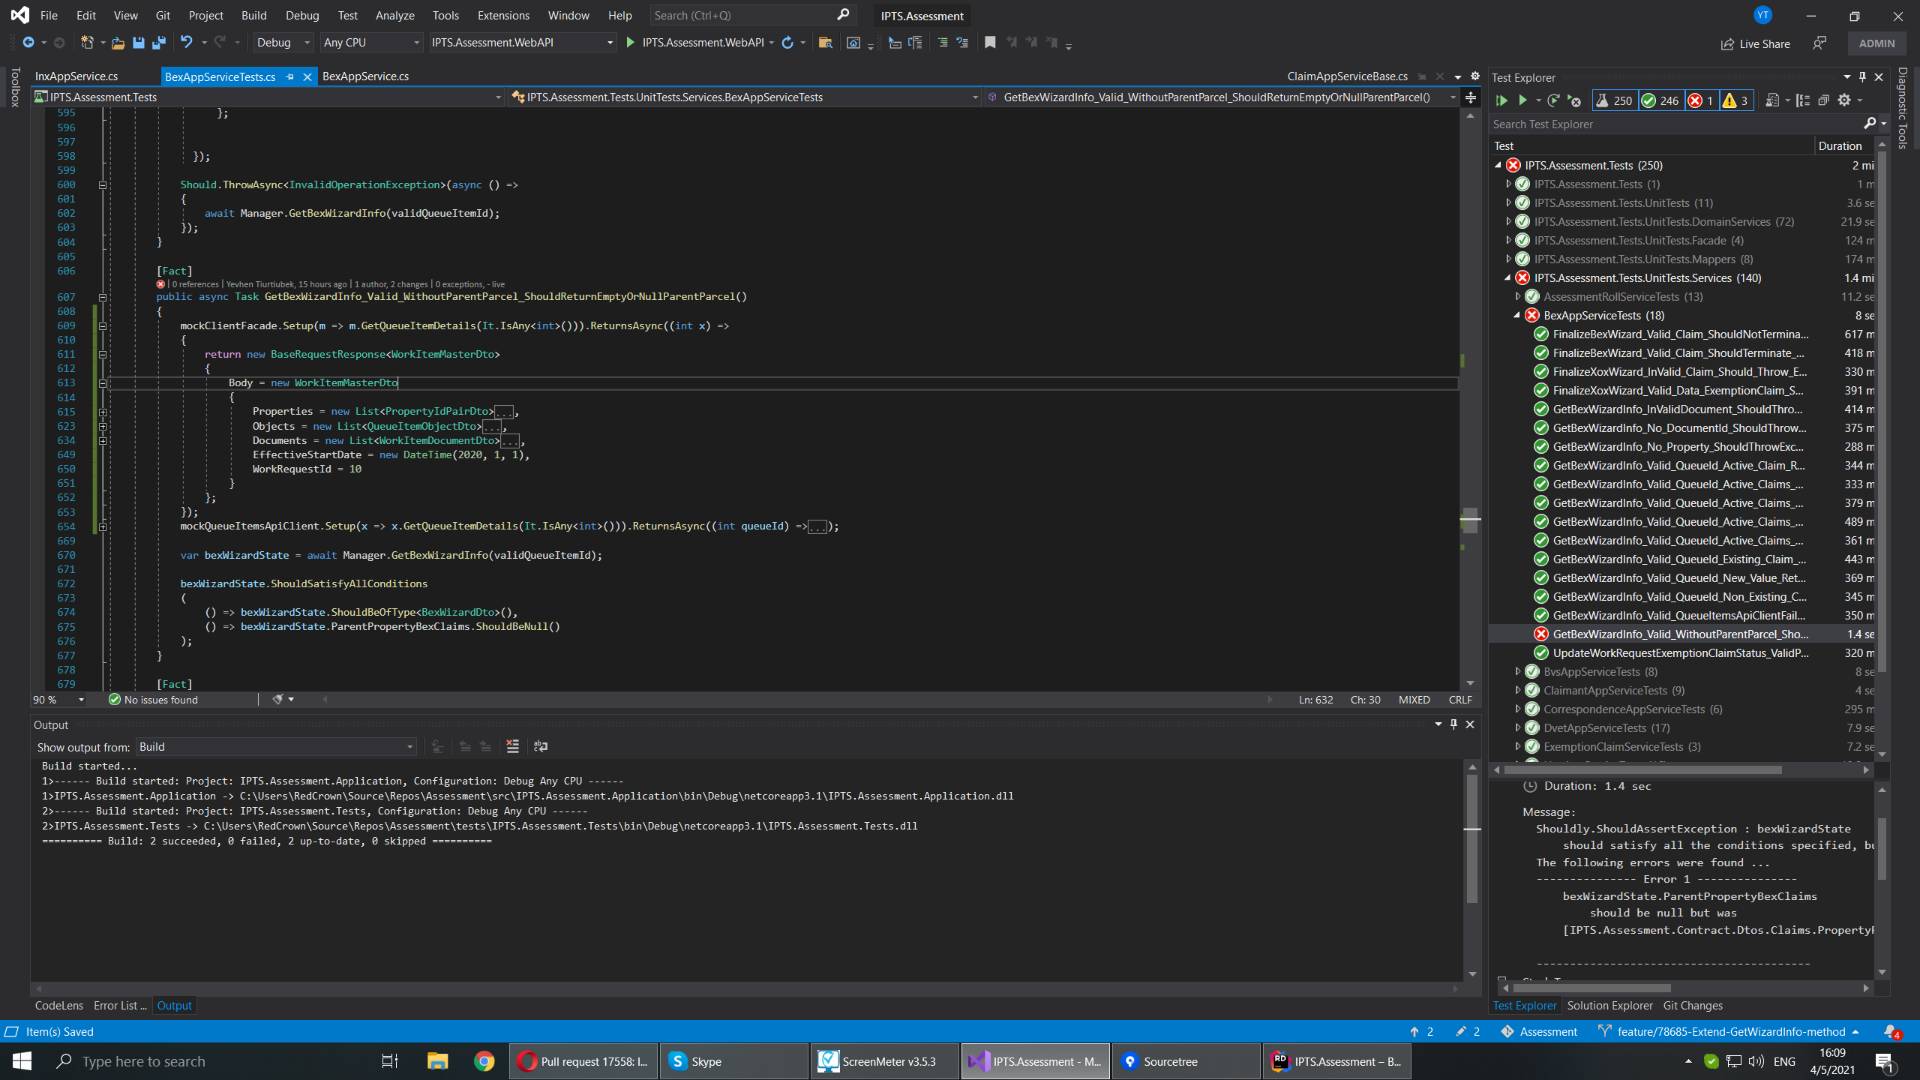 File Edit View Git Project Build Debug Test Analyze Tools Extensions Window Help Search (Ctrl+Q) IPTS.Assessment YT
Debug Any CPU IPTS.Assessment.WebAPI IPTS.Assessment.WebAPI Live Share ADMIN
Toolbox
InxAppService.cs BexAppServiceTests.cs BexAppService.cs ClaimAppServiceBase.cs
IPTS.Assessment.Tests IPTS.Assessment.Tests.UnitTests.Services.BexAppServiceTests GetBexWizardInfo_Valid_WithoutParentParcel_ShouldReturnEmptyOrNullParentParcel()
595 };
596
597
598 });
599
600 Should.ThrowAsync<InvalidOperationException>(async () =>
601 {
602 await Manager.GetBexWizardInfo(validQueueItemId);
603 });
604 }
605
606 [Fact]
| 0 references | Yevhen Tiurtiubek, 15 hours ago | 1 author, 2 changes | 0 exceptions, - live
607 public async Task GetBexWizardInfo_Valid_WithoutParentParcel_ShouldReturnEmptyOrNullParentParcel()
608 {
609 mockClientFacade.Setup(m => m.GetQueueItemDetails(It.IsAny<int>())).ReturnsAsync((int x) =>
610 {
611 return new BaseRequestResponse<WorkItemMasterDto>
612 {
613 Body = new WorkItemMasterDto
614 {
615 Properties = new List<PropertyIdPairDto>...,
623 Objects = new List<QueueItemObjectDto>...,
634 Documents = new List<WorkItemDocumentDto>...,
649 EffectiveStartDate = new DateTime(2020, 1, 1),
650 WorkRequestId = 10
651 }
652 };
653 });
654 mockQueueItemsApiClient.Setup(x => x.GetQueueItemDetails(It.IsAny<int>())).ReturnsAsync((int queueId) =>...);
669
670 var bexWizardState = await Manager.GetBexWizardInfo(validQueueItemId);
671
672 bexWizardState.ShouldSatisfyAllConditions
673 (
674 () => bexWizardState.ShouldBeOfType<BexWizardDto>(),
675 () => bexWizardState.ParentPropertyBexClaims.ShouldBeNull()
676 );
677 }
678
679 [Fact]
90 % No issues found Ln: 632 Ch: 30 MIXED CRLF
Output
Show output from: Build
Build started...
1>------ Build started: Project: IPTS.Assessment.Application, Configuration: Debug Any CPU ------
1>IPTS.Assessment.Application -> C:\Users\RedCrown\Source\Repos\Assessment\src\IPTS.Assessment.Application\bin\Debug\netcoreapp3.1\IPTS.Assessment.Application.dll
2>------ Build started: Project: IPTS.Assessment.Tests, Configuration: Debug Any CPU ------
2>IPTS.Assessment.Tests -> C:\Users\RedCrown\Source\Repos\Assessment\tests\IPTS.Assessment.Tests\bin\Debug\netcoreapp3.1\IPTS.Assessment.Tests.dll
========== Build: 2 succeeded, 0 failed, 2 up-to-date, 0 skipped ==========
CodeLens Error List ... Output
Test Explorer
250 246 1 3
Search Test Explorer
Test Duration
IPTS.Assessment.Tests (250) 2 mi
IPTS.Assessment.Tests (1) 1 m
IPTS.Assessment.Tests.UnitTests (11) 3.6 se
IPTS.Assessment.Tests.UnitTests.DomainServices (72) 21.9 se
IPTS.Assessment.Tests.UnitTests.Facade (4) 124 m
IPTS.Assessment.Tests.UnitTests.Mappers (8) 174 m
IPTS.Assessment.Tests.UnitTests.Services (140) 1.4 mi
AssessmentRollServiceTests (13) 11.2 se
BexAppServiceTests (18) 8 se
FinalizeBexWizard_Valid_Claim_ShouldNotTermina... 617 m
FinalizeBexWizard_Valid_Claim_ShouldTerminate_... 418 m
FinalizeXoxWizard_InValid_Claim_Should_Throw_E... 330 m
FinalizeXoxWizard_Valid_Data_ExemptionClaim_S... 391 m
GetBexWizardInfo_InValidDocument_ShouldThro... 414 m
GetBexWizardInfo_No_DocumentId_ShouldThrow... 375 m
GetBexWizardInfo_No_Property_ShouldThrowExc... 288 m
GetBexWizardInfo_Valid_QueueId_Active_Claim_R... 344 m
GetBexWizardInfo_Valid_QueueId_Active_Claims_... 333 m
GetBexWizardInfo_Valid_QueueId_Active_Claims_... 379 m
GetBexWizardInfo_Valid_QueueId_Active_Claims_... 489 m
GetBexWizardInfo_Valid_QueueId_Active_Claims_... 361 m
GetBexWizardInfo_Valid_QueueId_Existing_Claim_... 443 m
GetBexWizardInfo_Valid_QueueId_New_Value_Ret... 369 m
GetBexWizardInfo_Valid_QueueId_Non_Existing_C... 345 m
GetBexWizardInfo_Valid_QueueItemsApiClientFail... 350 m
GetBexWizardInfo_Valid_WithoutParentParcel_Sho... 1.4 se
UpdateWorkRequestExemptionClaimStatus_ValidP... 320 m
BvsAppServiceTests (8) 8 se
ClaimantAppServiceTests (9) 4 se
CorrespondenceAppServiceTests (6) 295 m
DvetAppServiceTests (17) 7.9 se
ExemptionClaimServiceTests (3) 7.2 se
Duration: 1.4 sec
Message:
Shouldly.ShouldAssertException : bexWizardState
should satisfy all the conditions specified, bu
The following errors were found ...
--------------- Error 1 ---------------
bexWizardState.ParentPropertyBexClaims
should be null but was
[IPTS.Assessment.Contract.Dtos.Claims.Property
-----------------------------------------
Test Explorer Solution Explorer Git Changes
Diagnostic Tools
Item(s) Saved 2 2 Assessment feature/78685-Extend-GetWizardInfo-method 4
Type here to search Pull request 17558: I... Skype ScreenMeter v3.5.3 IPTS.Assessment - M... Sourcetree IPTS.Assessment – B... ENG 16:09
4/5/2021 1